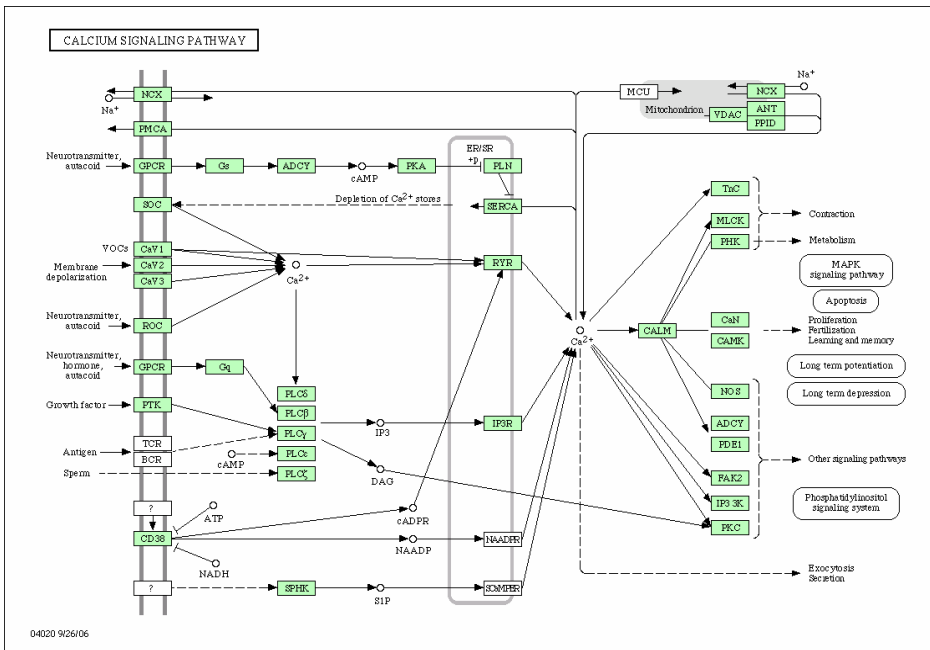 CALCIUM SIGNALING PATHWAY
NCX
Na+
PMCA
Neurotransmitter,
autacoid
GPCR
Gs
ADCY
cAMP
PKA
ER/SR
+p
PLN
SOC
Depletion of Ca2+ stores
SERCA
VOCs
CaV1
CaV2
CaV3
Membrane
depolarization
Ca2+
RYR
Neurotransmitter,
autacoid
ROC
Neurotransmitter,
hormone,
autacoid
GPCR
Gq
PLCδ
Growth factor
PTK
PLCβ
IP3
IP3R
Antigen
TCR
BCR
PLCγ
cAMP
PLCε
Sperm
PLCζ
DAG
?
ATP
cADPR
CD38
NAADP
NAADPR
NADH
?
SPHK
S1P
SCaMPER
MCU
Mitochondrion
NCX
Na+
VDAC
ANT
PPID
TnC
MLCK
PHK
Contraction
Metabolism
MAPK
signaling pathway
Apoptosis
Ca2+
CALM
CaN
CAMK
Proliferation
Fertilization
Learning and memory
Long term potentiation
Long term depression
NOS
ADCY
PDE1
Other signaling pathways
FAK2
IP3 3K
PKC
Phosphatidylinositol
signaling system
Exocytosis
Secretion
04020 9/26/06